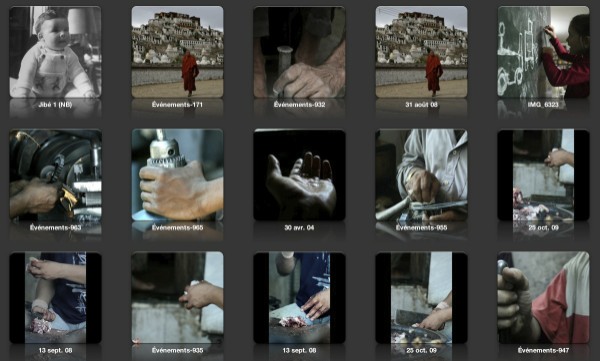 Jibé 1 (NB)
Événements-171
Événements-932
31 août 08
IMG_6323
Événements-963
Événements-965
30 avr. 04
Événements-955
25 oct. 09
13 sept. 08
Événements-935
13 sept. 08
25 oct. 09
Événements-947